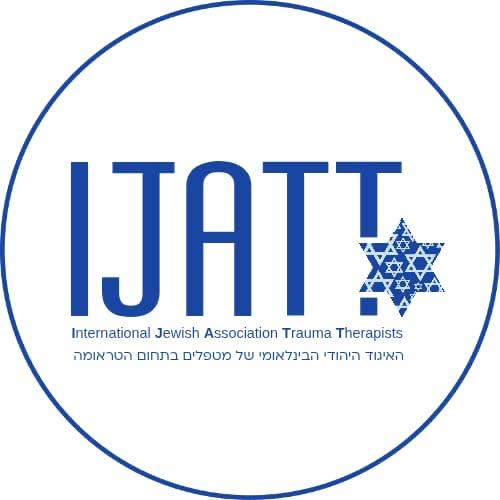 IJATT
International Jewish Association Trauma Therapists
האיגוד היהודי הבינלאומי של מטפלים בתחום הטראומה